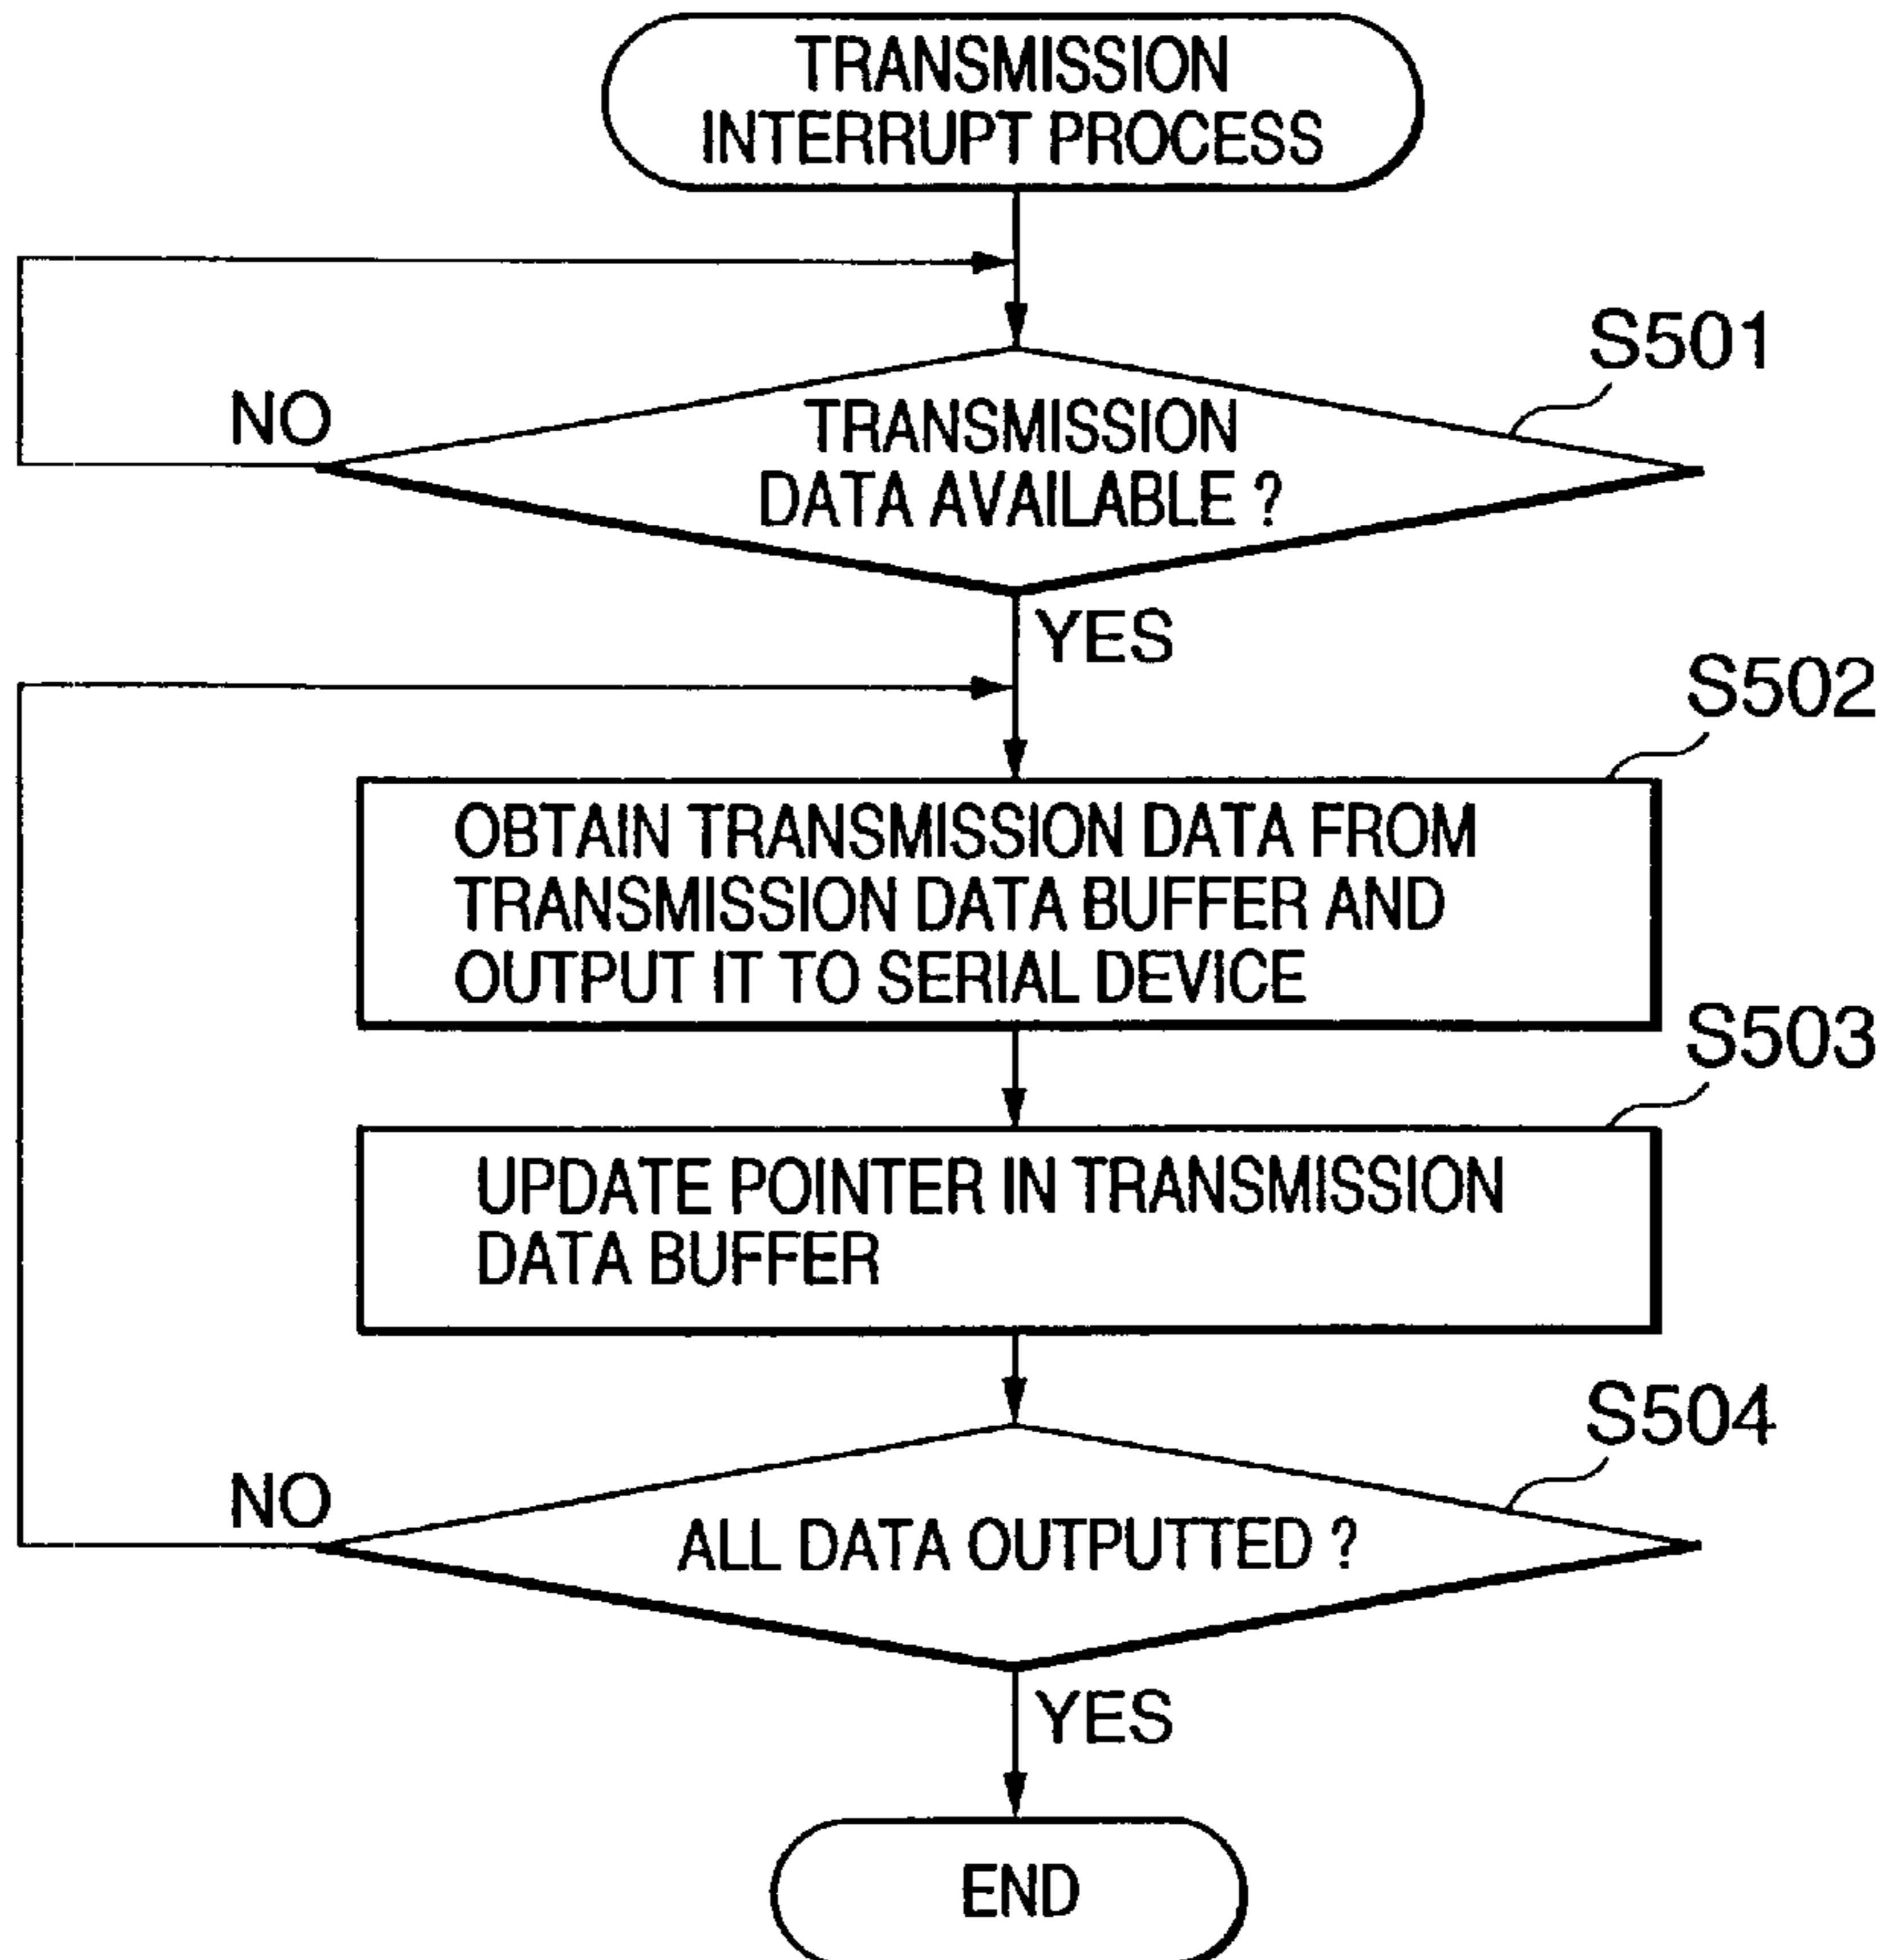 TRANSMISSION
INTERRUPT PROCESS
S501
NO
TRANSMISSION
DATA AVAILABLE ?
YES
S502
OBTAIN TRANSMISSION DATA FROM
TRANSMISSION DATA BUFFER AND
OUTPUT IT TO SERIAL DEVICE
S503
UPDATE POINTER IN TRANSMISSION
DATA BUFFER
S504
NO
ALL DATA OUTPUTTED ?
YES
END